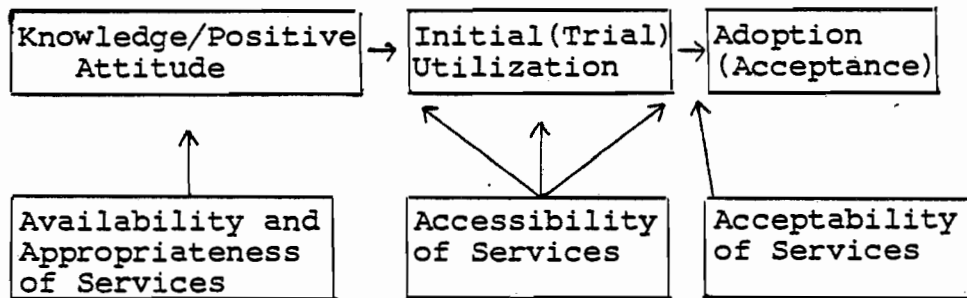 Knowledge/Positive
Attitude
Initial(Trial)
Utilization
Adoption
(Acceptance)
Availability and
Appropriateness
of Services
Accessibility
of Services
Acceptability
of Services